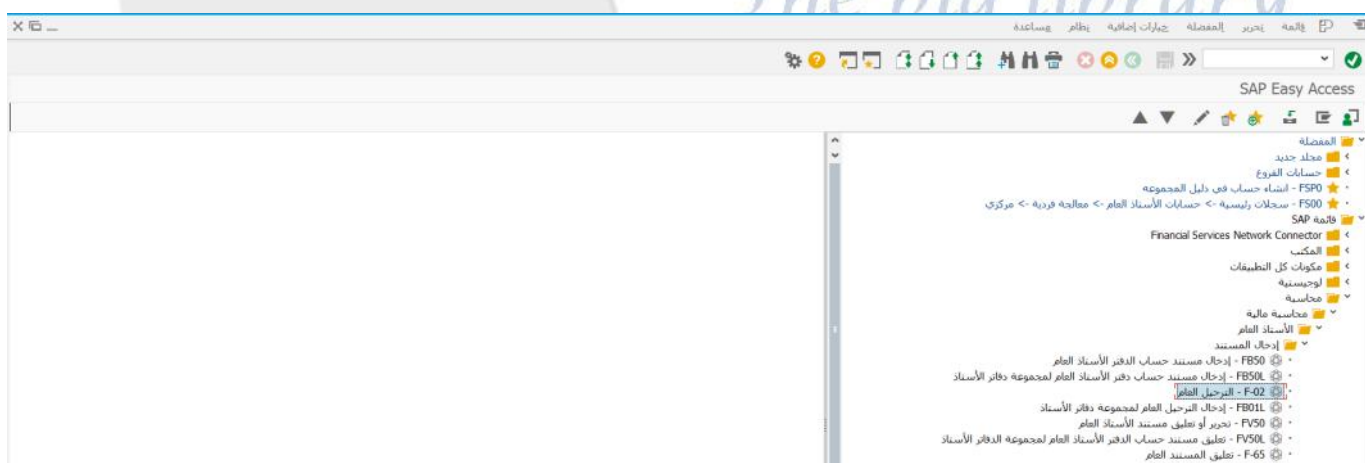 The big library
قائمة تحرير المفضلة خيارات إضافية نظام مساعدة
SAP Easy Access
المفضلة
مجلد جديد
حسابات الفروع
FSP0 - انشاء حساب في دليل المجموعه
FS00 - سجلات رئيسية -> حسابات الأستاذ العام -> معالجة فردية -> مركزي
قائمة SAP
Financial Services Network Connector
المكتب
مكونات كل التطبيقات
لوجيستية
محاسبة
محاسبة مالية
الأستاذ العام
إدخال المستند
FB50 - إدخال مستند حساب الدفتر الأستاذ العام
FB50L - إدخال مستند حساب دفتر الأستاذ العام لمجموعة دفاتر الأستاذ
F-02 - الترحيل العام
FB01L - إدخال الترحيل العام لمجموعة دفاتر الأستاذ
FV50 - تحرير أو تعليق مستند الأستاذ العام
FV50L - تعليق مستند حساب الدفتر الأستاذ العام لمجموعة الدفاتر الأستاذ
F-65 - تعليق المستند العام